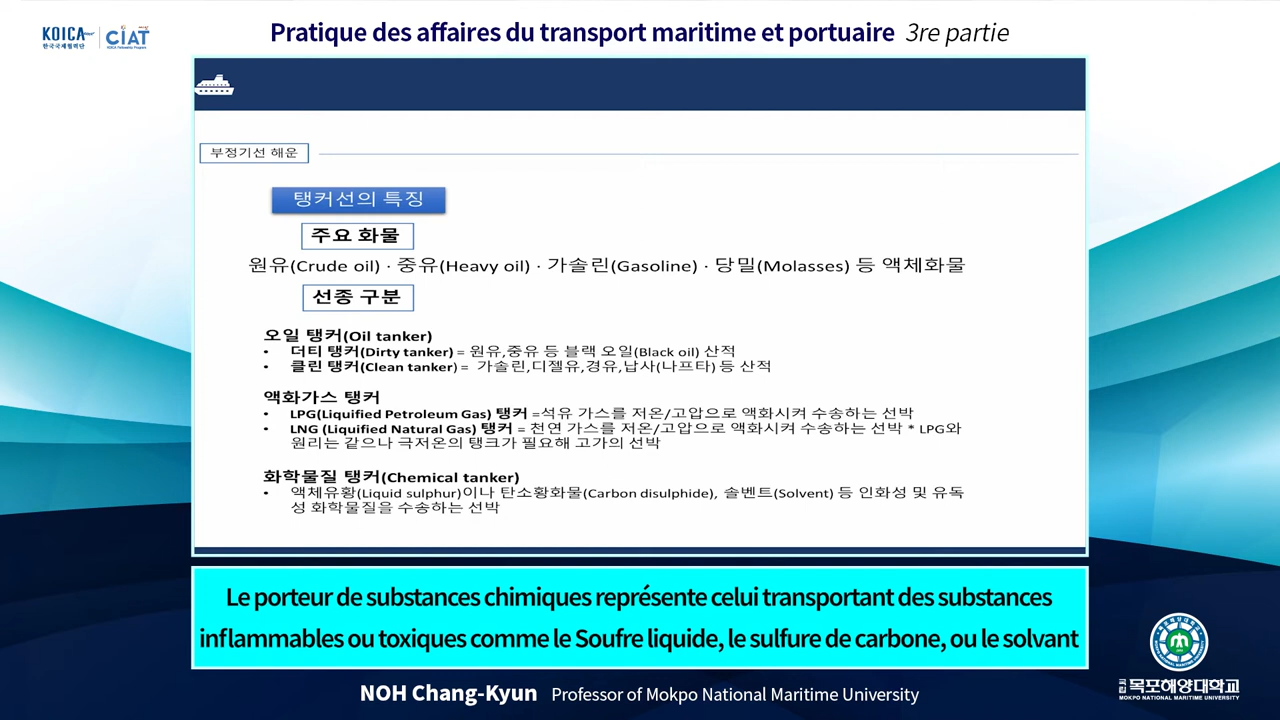 KOICA
한국국제협력단
CIAT
KOICA Fellowship Program
Pratique des affaires du transport maritime et portuaire 3re partie
부정기선 해운
탱커선의 특징
주요 화물
원유(Crude oil) · 중유(Heavy oil) · 가솔린(Gasoline) · 당밀(Molasses) 등 액체화물
선종 구분
오일 탱커(Oil tanker)
• 더티 탱커(Dirty tanker) = 원유,중유 등 블랙 오일(Black oil) 산적
• 클린 탱커(Clean tanker) = 가솔린,디젤유,경유,납사(나프타) 등 산적
액화가스 탱커
• LPG(Liquified Petroleum Gas) 탱커 =석유 가스를 저온/고압으로 액화시켜 수송하는 선박
• LNG (Liquified Natural Gas) 탱커 = 천연 가스를 저온/고압으로 액화시켜 수송하는 선박 * LPG와
원리는 같으나 극저온의 탱크가 필요해 고가의 선박
화학물질 탱커(Chemical tanker)
• 액체유황(Liquid sulphur)이나 탄소황화물(Carbon disulphide), 솔벤트(Solvent) 등 인화성 및 유독
성 화학물질을 수송하는 선박
Le porteur de substances chimiques représente celui transportant des substances
inflammables ou toxiques comme le Soufre liquide, le sulfure de carbone, ou le solvant
NOH Chang-Kyun Professor of Mokpo National Maritime University
국립 목포해양대학교
MOKPO NATIONAL MARITIME UNIVERSITY